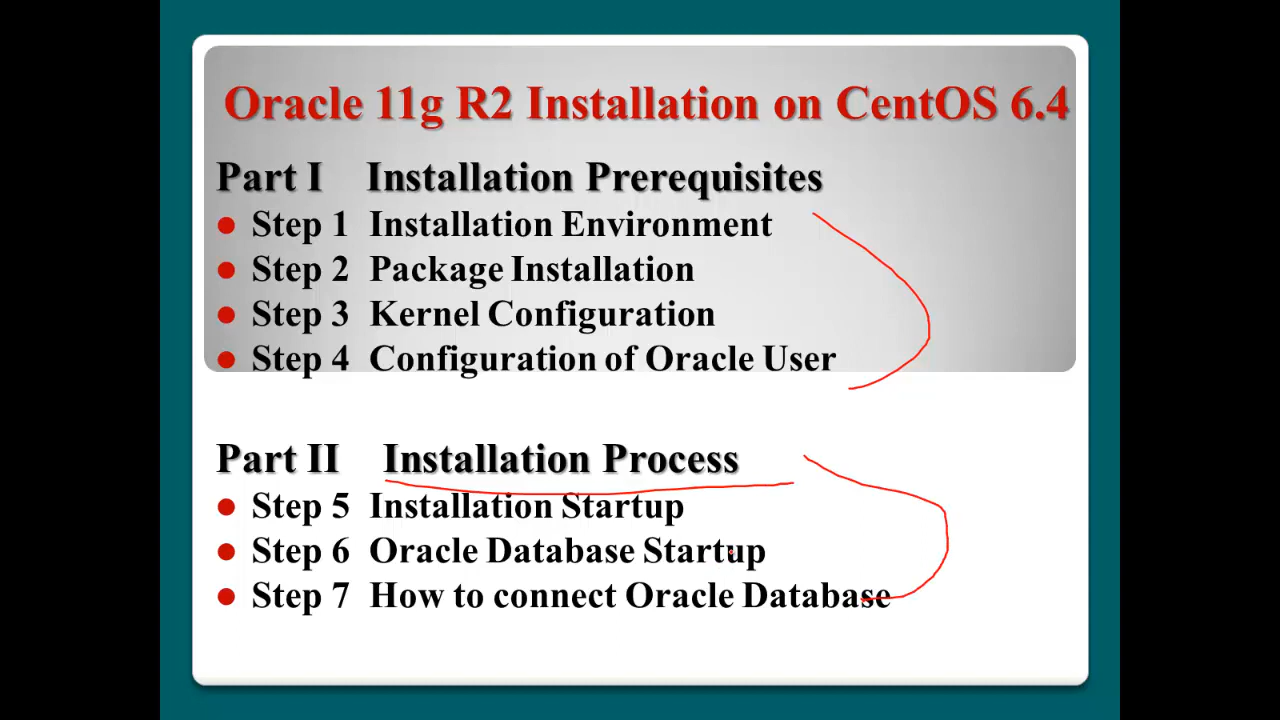 Oracle 11g R2 Installation on CentOS 6.4
Part I Installation Prerequisites
Step 1 Installation Environment
Step 2 Package Installation
Step 3 Kernel Configuration
Step 4 Configuration of Oracle User
Part II Installation Process
Step 5 Installation Startup
Step 6 Oracle Database Startup
Step 7 How to connect Oracle Database